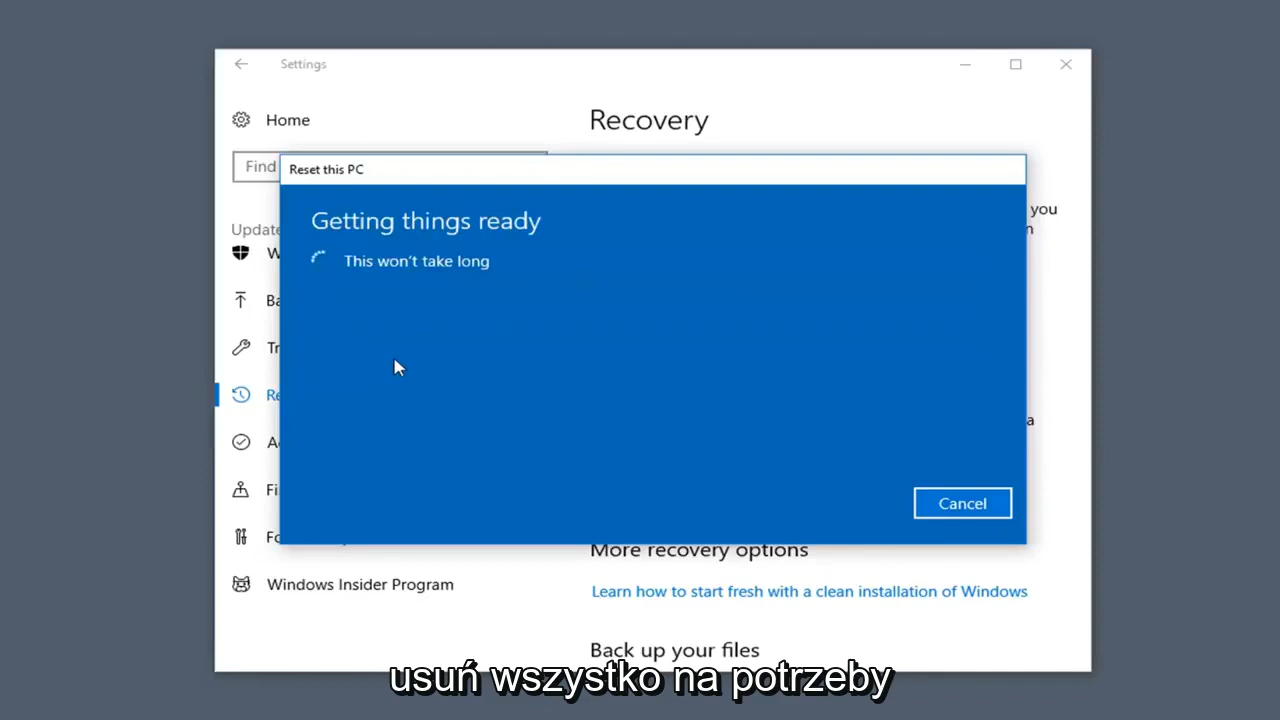 Settings
Home
Recovery
Find
Reset this PC
Getting things ready
you
Update
This won't take long
Cancel
More recovery options
Windows Insider Program
Learn how to start fresh with a clean installation of Windows
Back up your files
usuń wszystko na potrzeby